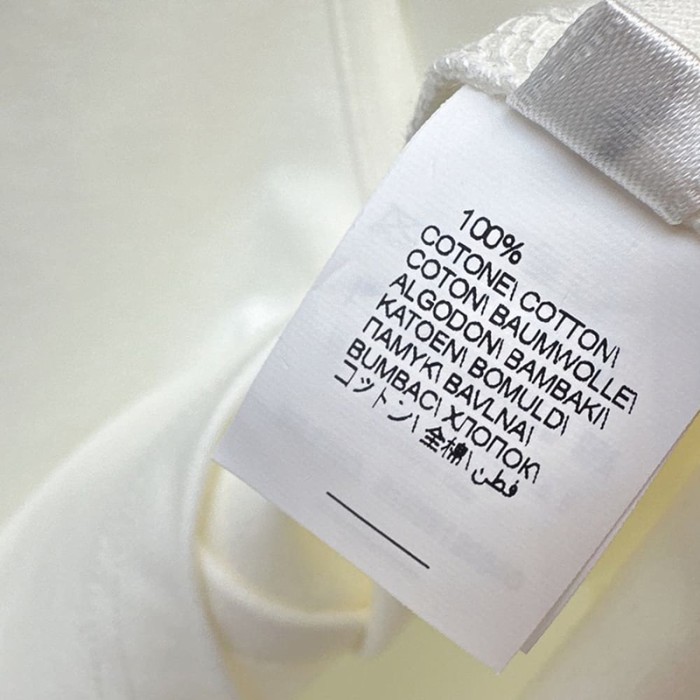 100%
COTONE\ COTTON\
COTON\ BAUMWOLLE\
ALGODON\ BAMBAKI\
KATOEN\ BOMULD\
ПАМУК\ BAVLNA\
BUMBAC\ ХЛОПОК\
コットン\ 全棉\ قطن